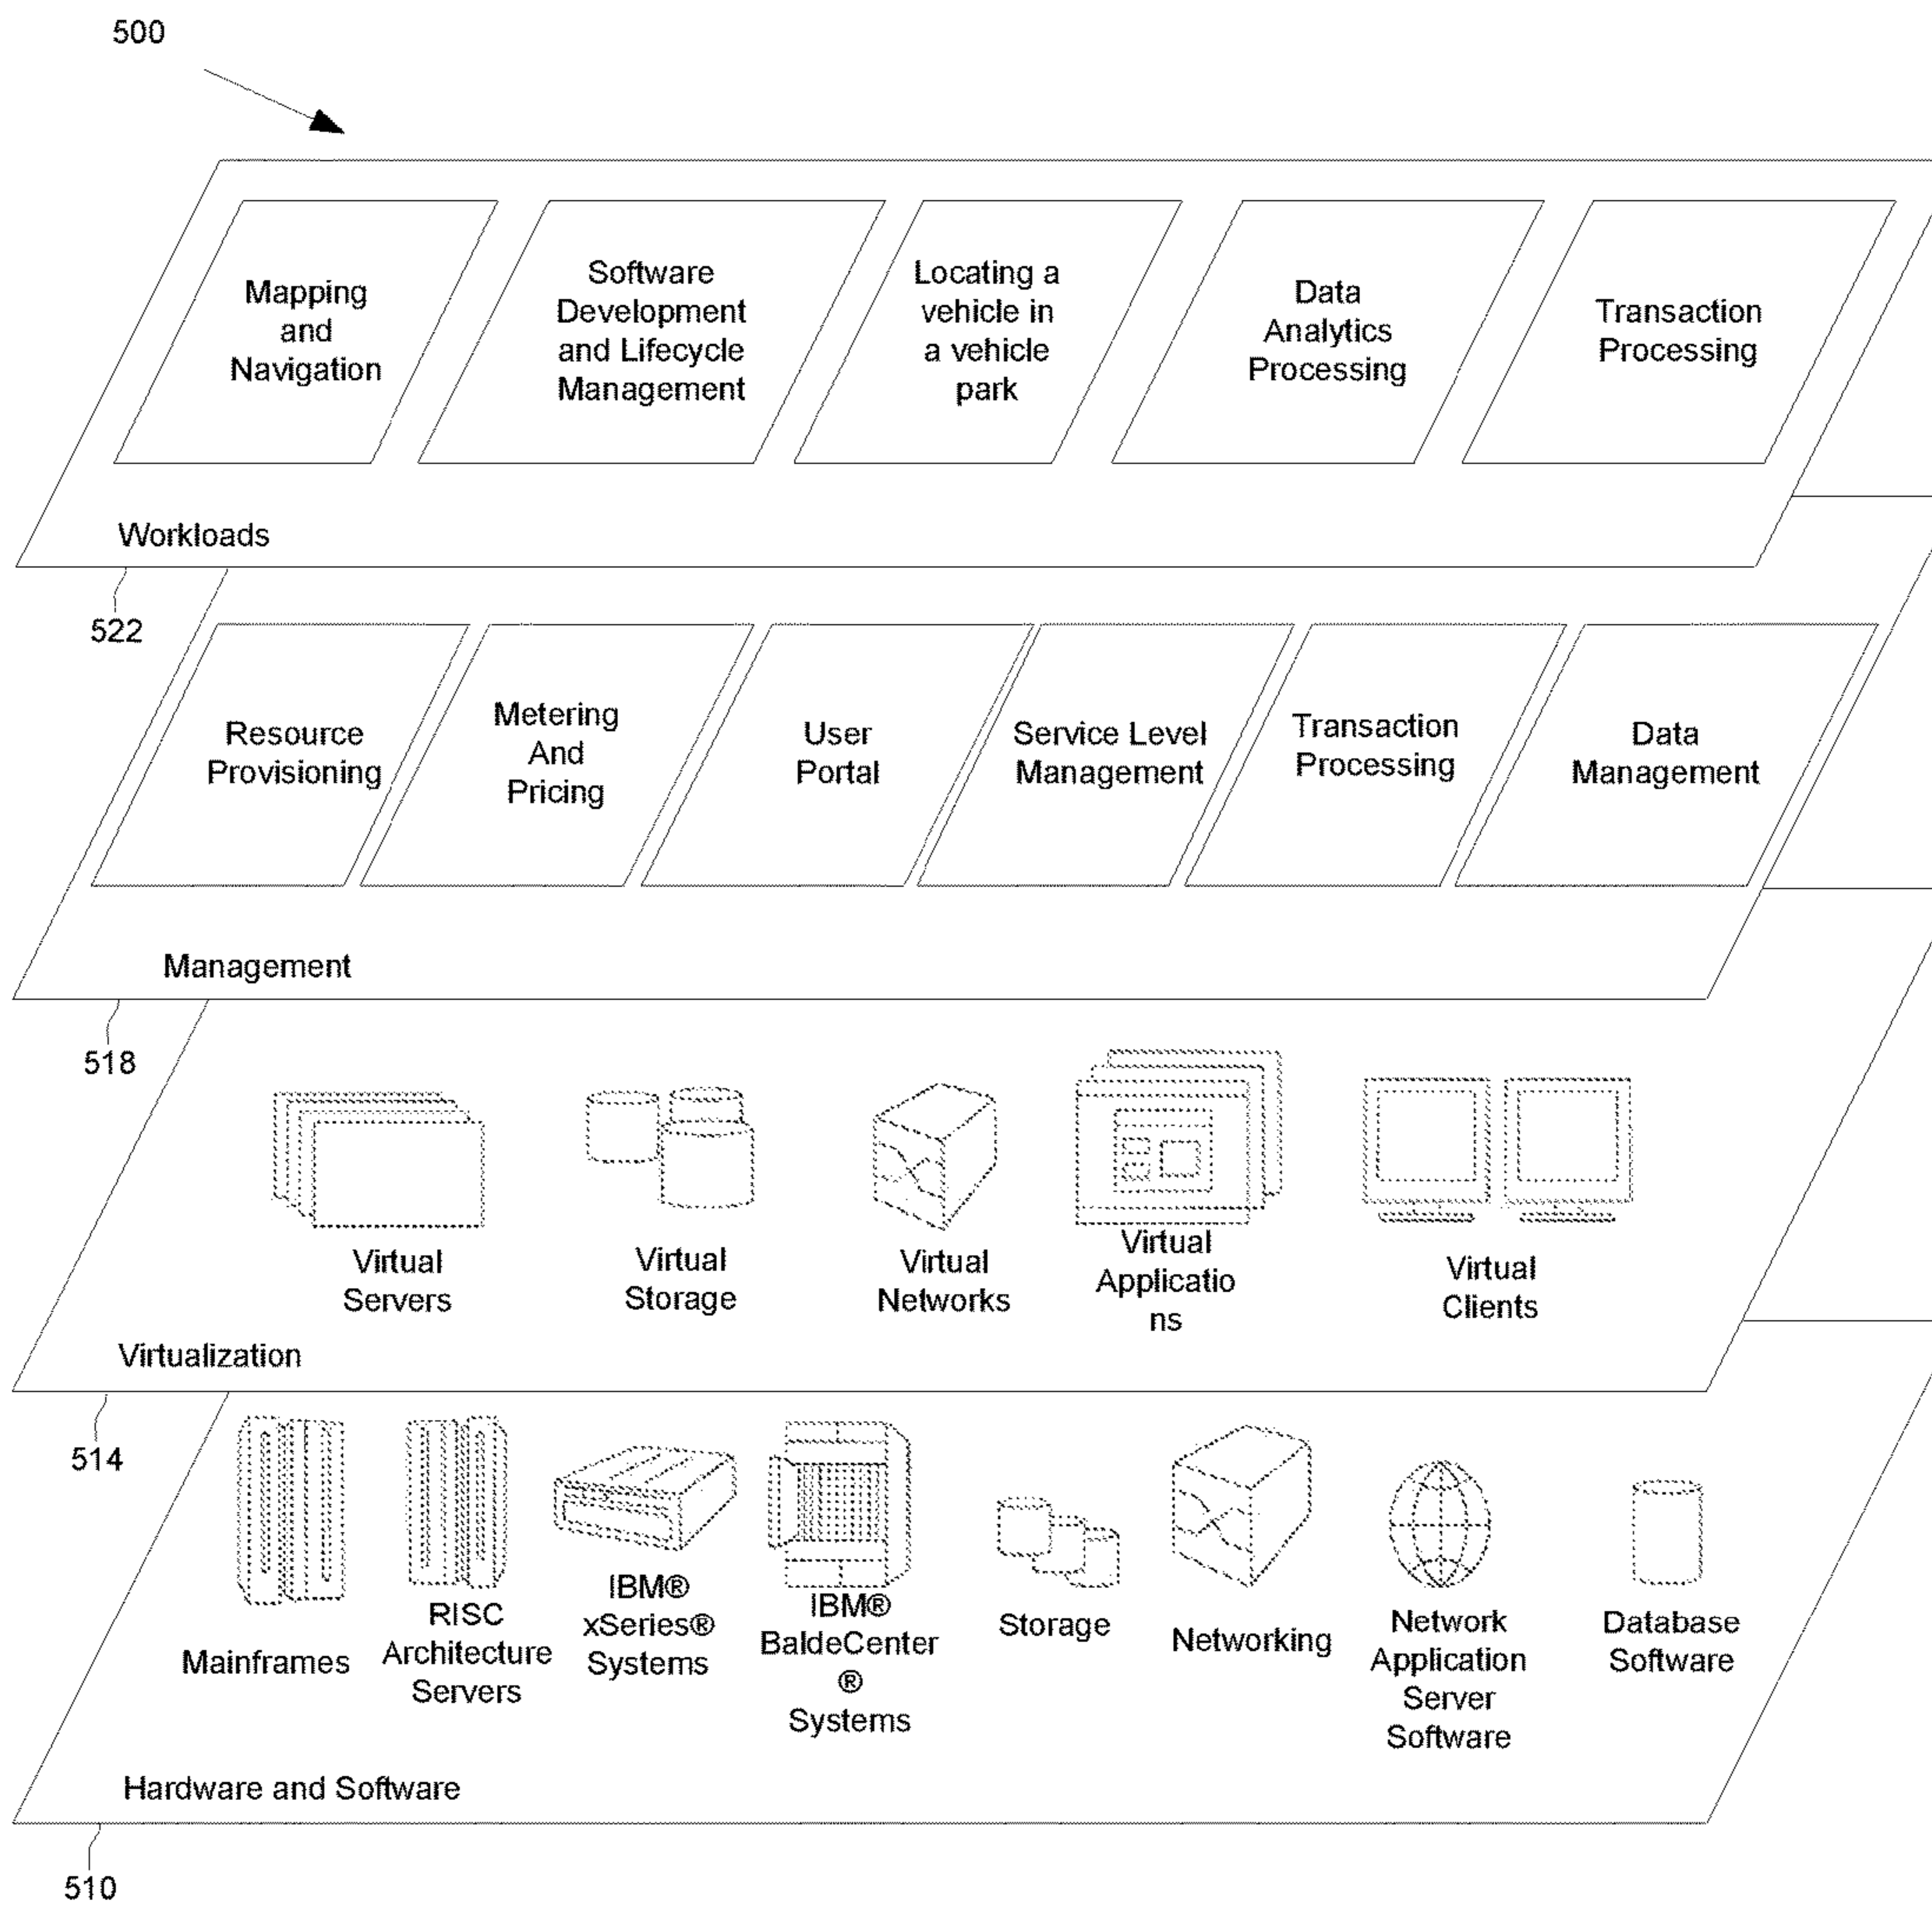 500
Mapping
and
Navigation
Software
Development
and Lifecycle
Management
Locating a
vehicle in
a vehicle
park
Data
Analytics
Processing
Transaction
Processing
Workloads
522
Resource
Provisioning
Metering
And
Pricing
User
Portal
Service Level
Management
Transaction
Processing
Data
Management
Management
518
Virtual
Servers
Virtual
Storage
Virtual
Networks
Virtual
Applicatio
ns
Virtual
Clients
Virtualization
514
Mainframes
RISC
Architecture
Servers
IBM®
xSeries®
Systems
IBM®
BaldeCenter
®
Systems
Storage
Networking
Network
Application
Server
Software
Database
Software
Hardware and Software
510